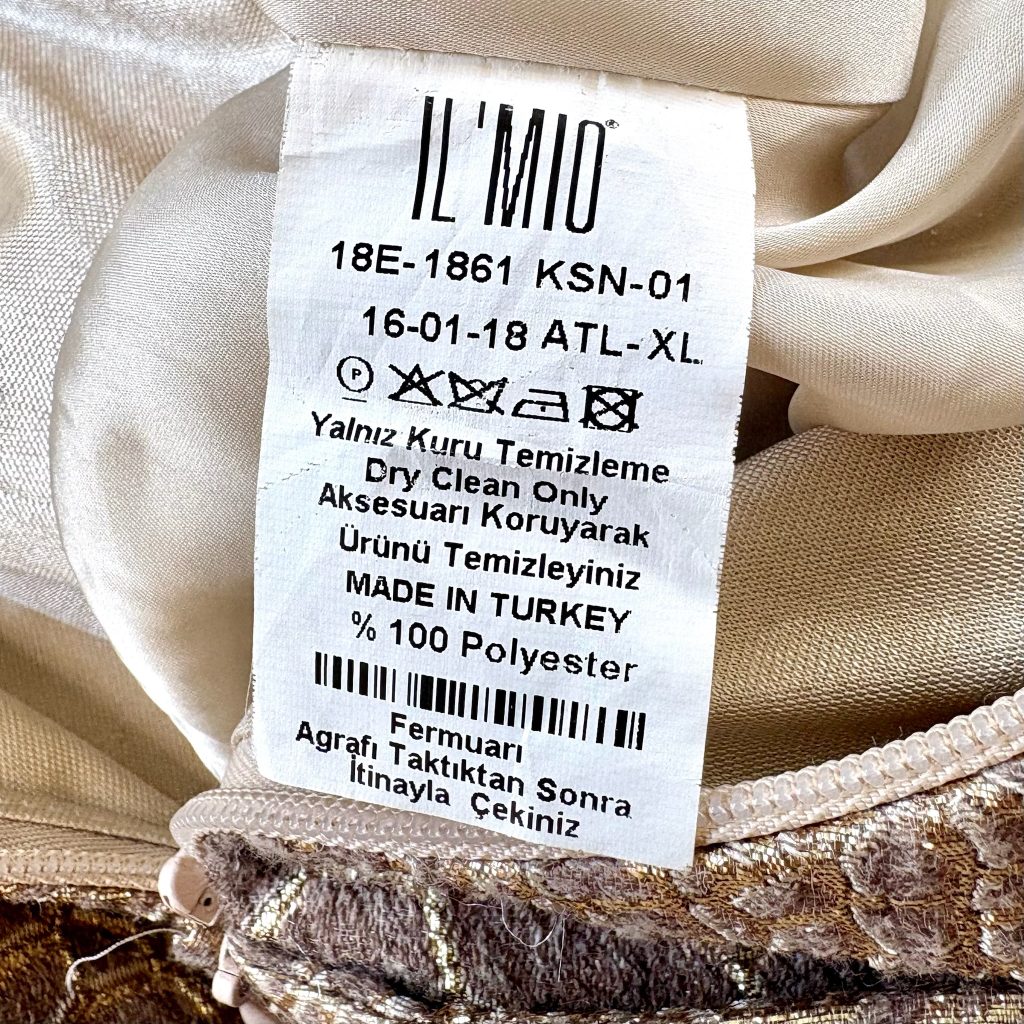 IL'MIO®
18E-1861 KSN-01
16-01-18 ATL-XL
P
Yalnız Kuru Temizleme
Dry Clean Only
Aksesuarı Koruyarak
Ürünü Temizleyiniz
MADE IN TURKEY
% 100 Polyester
Fermuarı
Agrafı Taktıktan Sonra
İtinayla Çekiniz